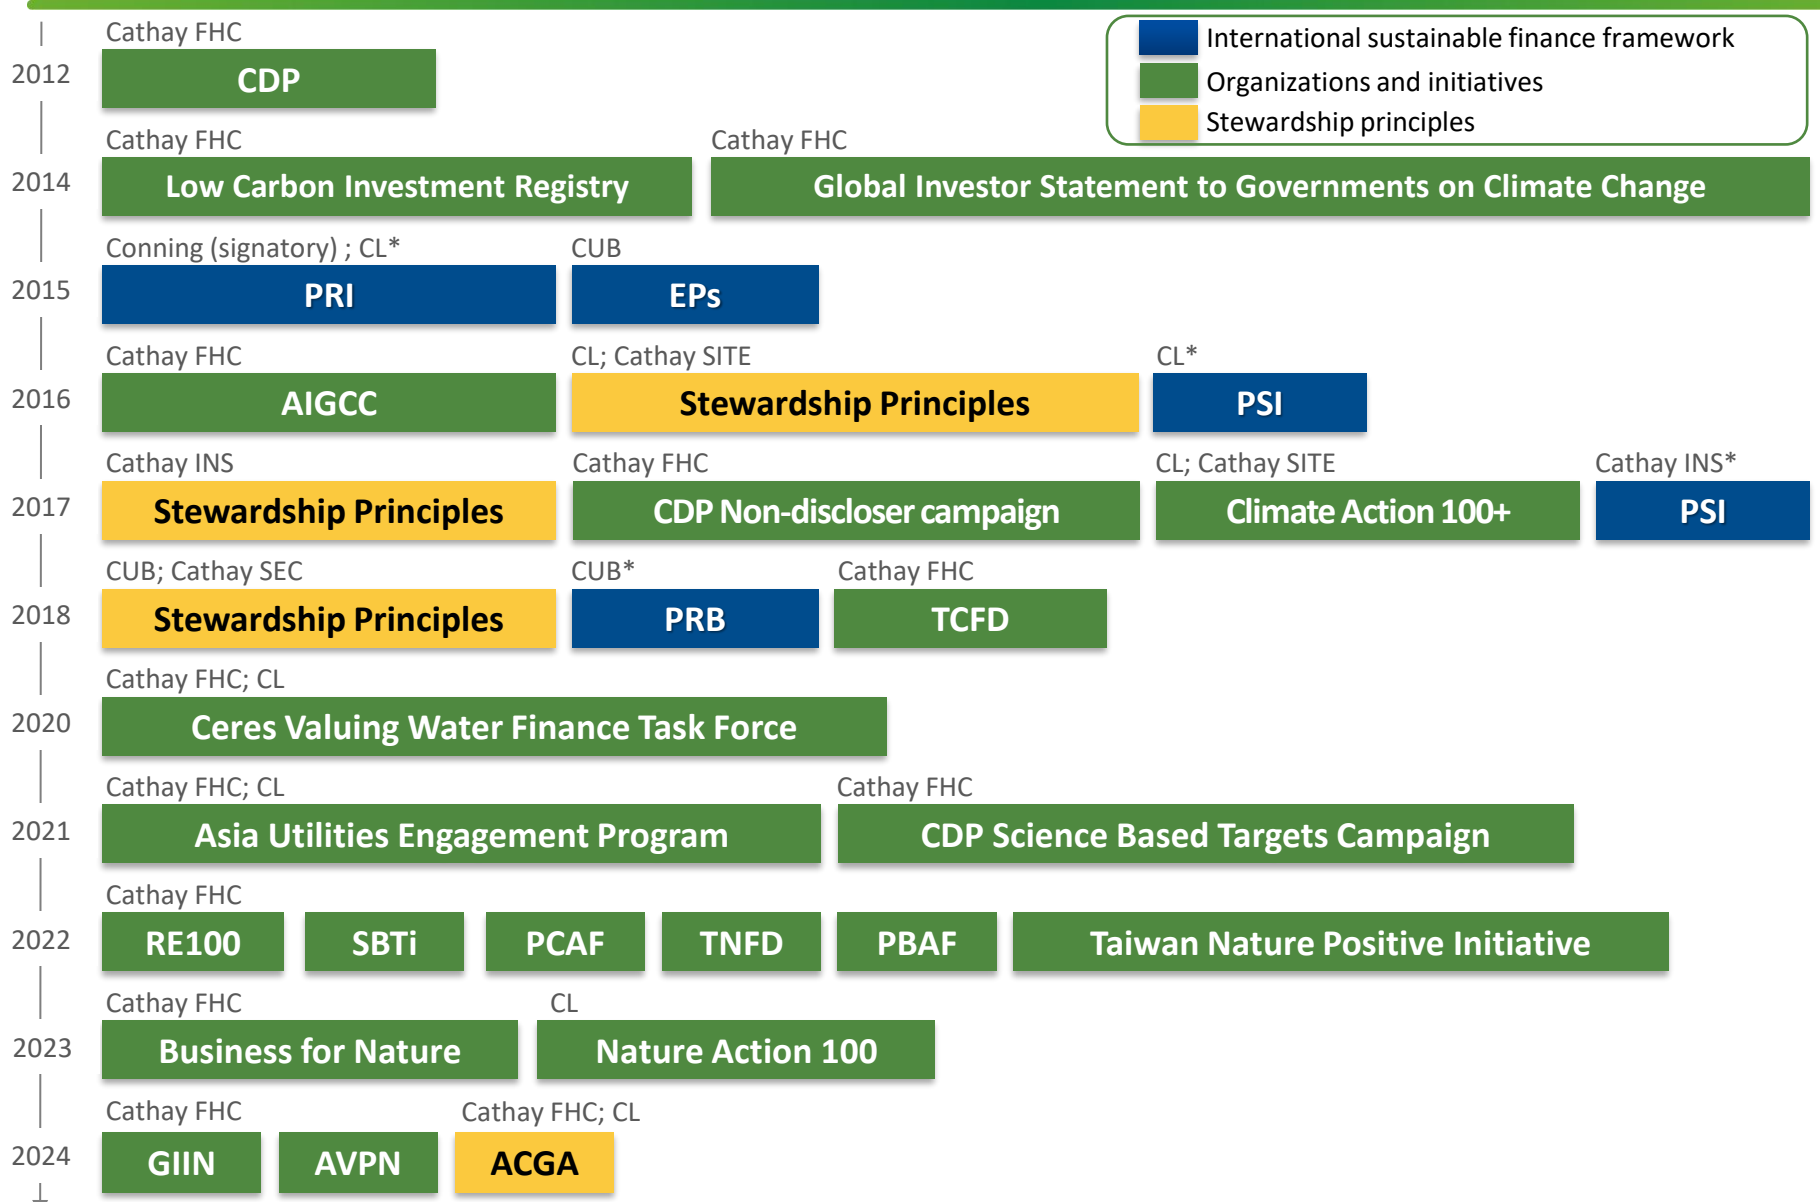 International sustainable finance framework
Organizations and initiatives
Stewardship principles
Cathay FHC
2012
CDP
Cathay FHC
Cathay FHC
2014
Low Carbon Investment Registry
Global Investor Statement to Governments on Climate Change
Conning (signatory) ; CL*
CUB
2015
PRI
EPs
Cathay FHC
CL; Cathay SITE
CL*
2016
AIGCC
Stewardship Principles
PSI
Cathay INS
Cathay FHC
CL; Cathay SITE
Cathay INS*
2017
Stewardship Principles
CDP Non-discloser campaign
Climate Action 100+
PSI
CUB; Cathay SEC
CUB*
Cathay FHC
2018
Stewardship Principles
PRB
TCFD
Cathay FHC; CL
2020
Ceres Valuing Water Finance Task Force
Cathay FHC; CL
Cathay FHC
2021
Asia Utilities Engagement Program
CDP Science Based Targets Campaign
Cathay FHC
2022
RE100
SBTi
PCAF
TNFD
PBAF
Taiwan Nature Positive Initiative
Cathay FHC
CL
2023
Business for Nature
Nature Action 100
Cathay FHC
Cathay FHC; CL
2024
GIIN
AVPN
ACGA